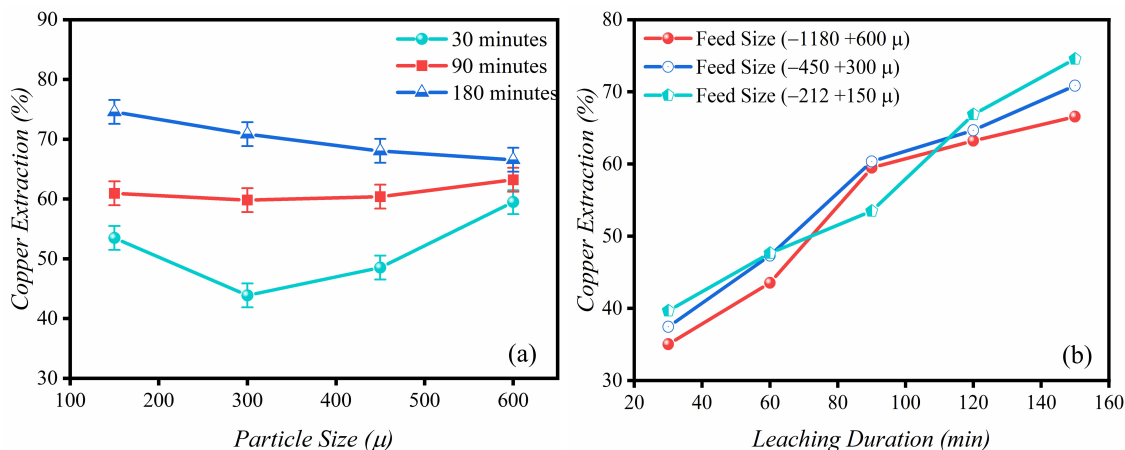 90
80
70
60
50
40
30
100
200
300
400
500
600
Copper Extraction (%)
Particle Size (μ)
30 minutes
90 minutes
180 minutes
(a)
80
70
60
50
40
30
20
40
60
80
100
120
140
160
Copper Extraction (%)
Leaching Duration (min)
Feed Size (−1180 +600 μ)
Feed Size (−450 +300 μ)
Feed Size (−212 +150 μ)
(b)